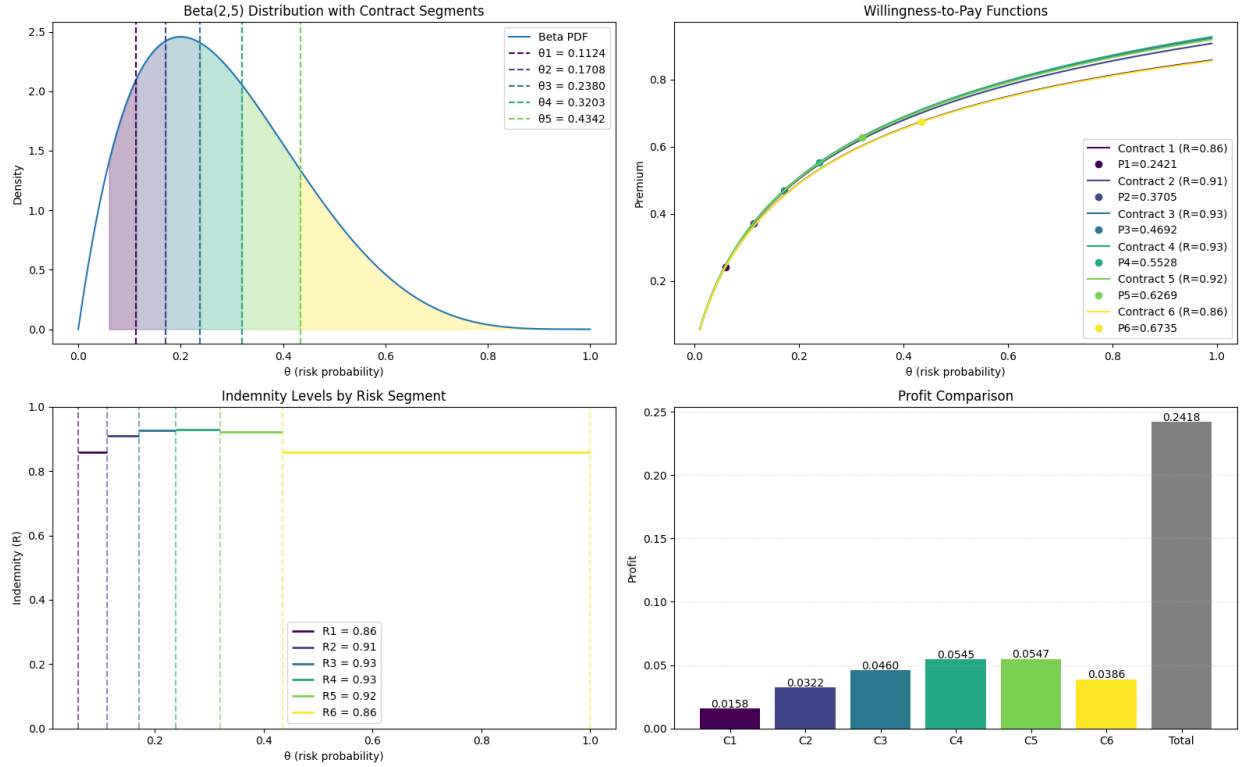 Beta(2,5) Distribution with Contract Segments
Density
2.5
2.0
1.5
1.0
0.5
0.0
Beta PDF
θ1 = 0.1124
θ2 = 0.1708
θ3 = 0.2380
θ4 = 0.3203
θ5 = 0.4342
0.0 0.2 0.4 0.6 0.8 1.0
θ (risk probability)
Willingness-to-Pay Functions
Premium
0.8
0.6
0.4
0.2
Contract 1 (R=0.86)
P1=0.2421
Contract 2 (R=0.91)
P2=0.3705
Contract 3 (R=0.93)
P3=0.4692
Contract 4 (R=0.93)
P4=0.5528
Contract 5 (R=0.92)
P5=0.6269
Contract 6 (R=0.86)
P6=0.6735
0.0 0.2 0.4 0.6 0.8 1.0
θ (risk probability)
Indemnity Levels by Risk Segment
Indemnity (R)
1.0
0.8
0.6
0.4
0.2
0.0
R1 = 0.86
R2 = 0.91
R3 = 0.93
R4 = 0.93
R5 = 0.92
R6 = 0.86
0.2 0.4 0.6 0.8 1.0
θ (risk probability)
Profit Comparison
Profit
0.25
0.20
0.15
0.10
0.05
0.00
0.0158
0.0322
0.0460
0.0545
0.0547
0.0386
0.2418
C1 C2 C3 C4 C5 C6 Total